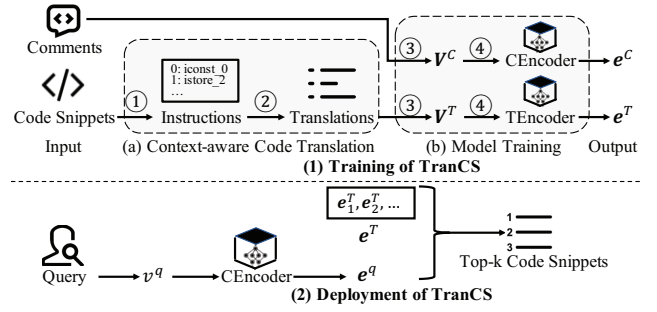 Comments
Code Snippets
Input
0: iconst_0
1: istore_2
...
① Instructions ② Translations
(a) Context-aware Code Translation
③ V^C ④ CEncoder e^C
③ V^T ④ TEncoder e^T
(b) Model Training
Output
(1) Training of TranCS
e_1^T, e_2^T, ...
e^T
Query v^q CEncoder e^q
1
2
3
Top-k Code Snippets
(2) Deployment of TranCS